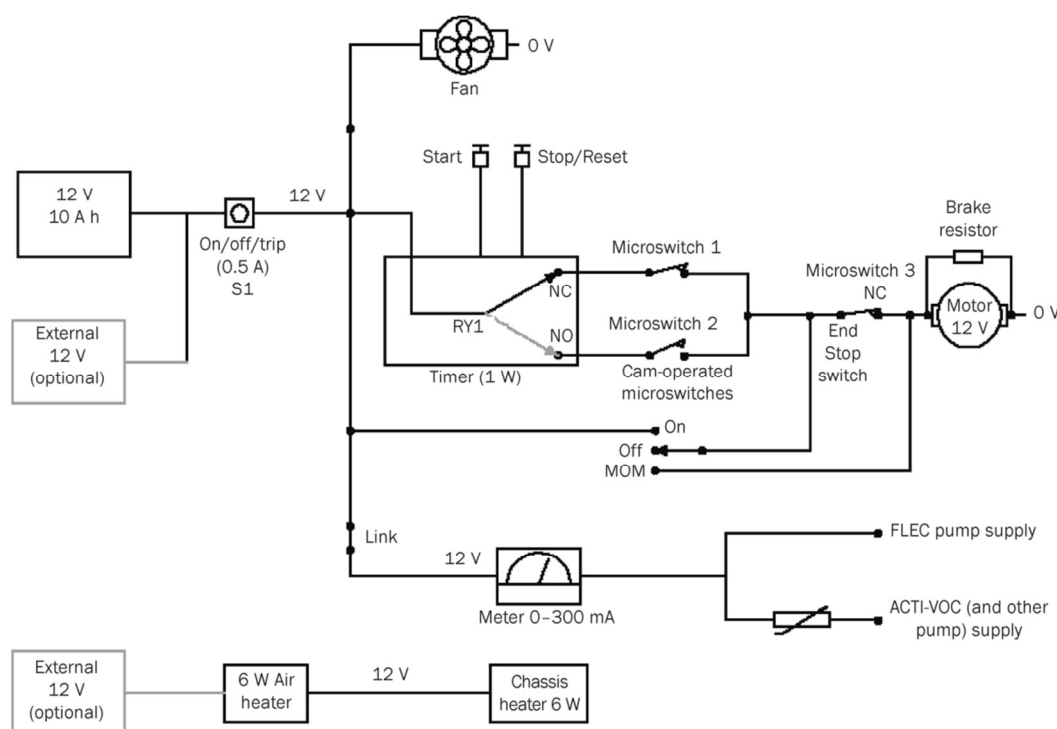 0 V
Fan
Start
Stop/Reset
12 V
10 A h
12 V
On/off/trip
(0.5 A)
S1
External
12 V
(optional)
NC
RY1
NO
Timer (1 W)
Microswitch 1
Microswitch 2
Cam-operated
microswitches
Microswitch 3
NC
End
Stop
switch
Brake
resistor
Motor
12 V
0 V
On
Off
MOM
Link
12 V
Meter 0–300 mA
FLEC pump supply
ACTI-VOC (and other
pump) supply
External
12 V
(optional)
6 W Air
heater
12 V
Chassis
heater 6 W